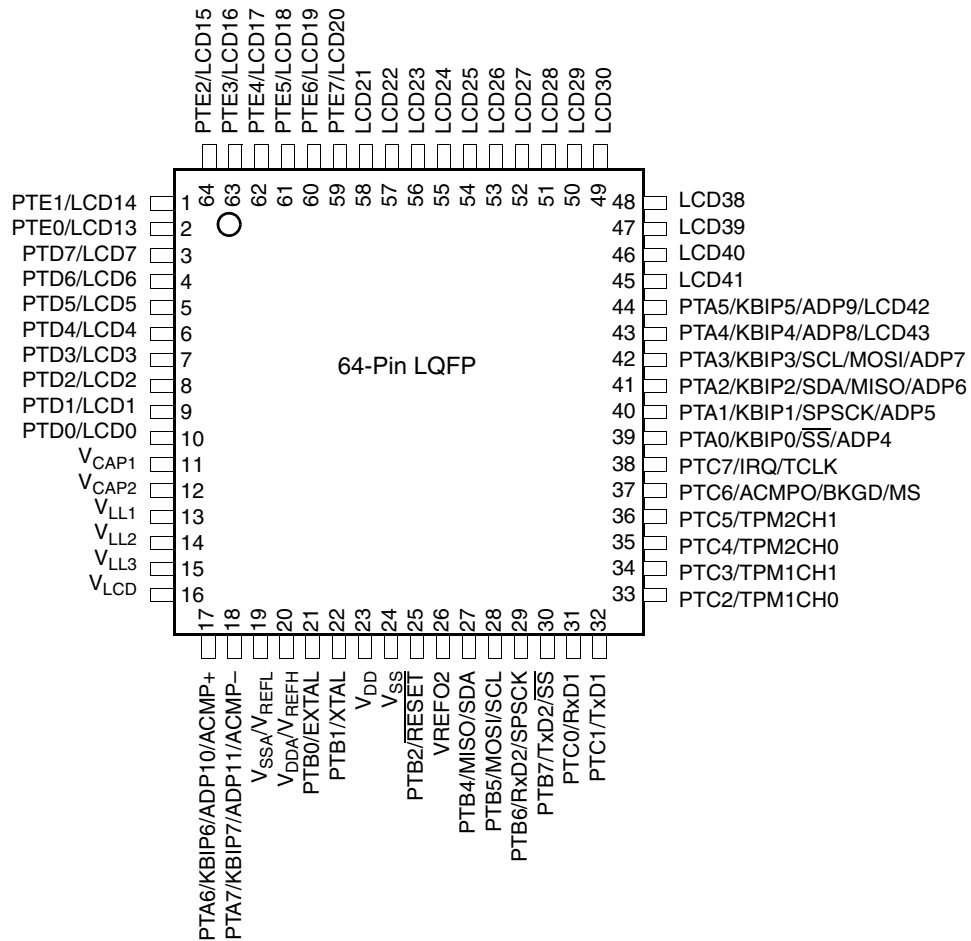 PTE2/LCD15
PTE3/LCD16
PTE4/LCD17
PTE5/LCD18
PTE6/LCD19
PTE7/LCD20
LCD21
LCD22
LCD23
LCD24
LCD25
LCD26
LCD27
LCD28
LCD29
LCD30
64 63 62 61 60 59 58 57 56 55 54 53 52 51 50 49
PTE1/LCD14 1
PTE0/LCD13 2
PTD7/LCD7 3
PTD6/LCD6 4
PTD5/LCD5 5
PTD4/LCD4 6
PTD3/LCD3 7
PTD2/LCD2 8
PTD1/LCD1 9
PTD0/LCD0 10
VCAP1 11
VCAP2 12
VLL1 13
VLL2 14
VLL3 15
VLCD 16
64-Pin LQFP
48 LCD38
47 LCD39
46 LCD40
45 LCD41
44 PTA5/KBIP5/ADP9/LCD42
43 PTA4/KBIP4/ADP8/LCD43
42 PTA3/KBIP3/SCL/MOSI/ADP7
41 PTA2/KBIP2/SDA/MISO/ADP6
40 PTA1/KBIP1/SPSCK/ADP5
39 PTA0/KBIP0/SS/ADP4
38 PTC7/IRQ/TCLK
37 PTC6/ACMPO/BKGD/MS
36 PTC5/TPM2CH1
35 PTC4/TPM2CH0
34 PTC3/TPM1CH1
33 PTC2/TPM1CH0
17 18 19 20 21 22 23 24 25 26 27 28 29 30 31 32
PTA6/KBIP6/ADP10/ACMP+
PTA7/KBIP7/ADP11/ACMP–
VSSA/VREFL
VDDA/VREFH
PTB0/EXTAL
PTB1/XTAL
VDD
VSS
PTB2/RESET
VREFO2
PTB4/MISO/SDA
PTB5/MOSI/SCL
PTB6/RxD2/SPSCK
PTB7/TxD2/SS
PTC0/RxD1
PTC1/TxD1